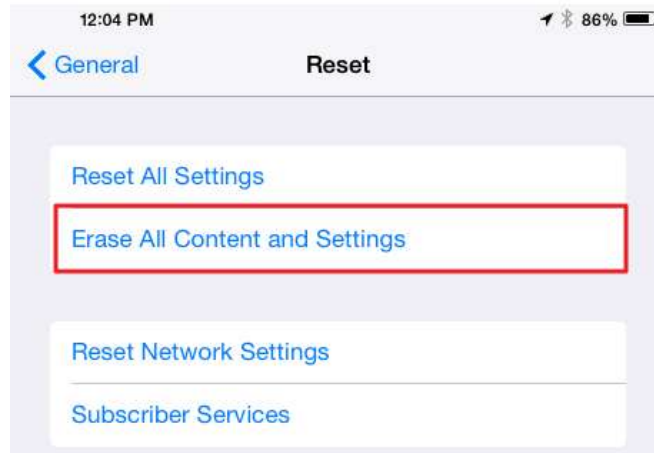 12:04 PM 86%
General Reset
Reset All Settings
Erase All Content and Settings
Reset Network Settings
Subscriber Services